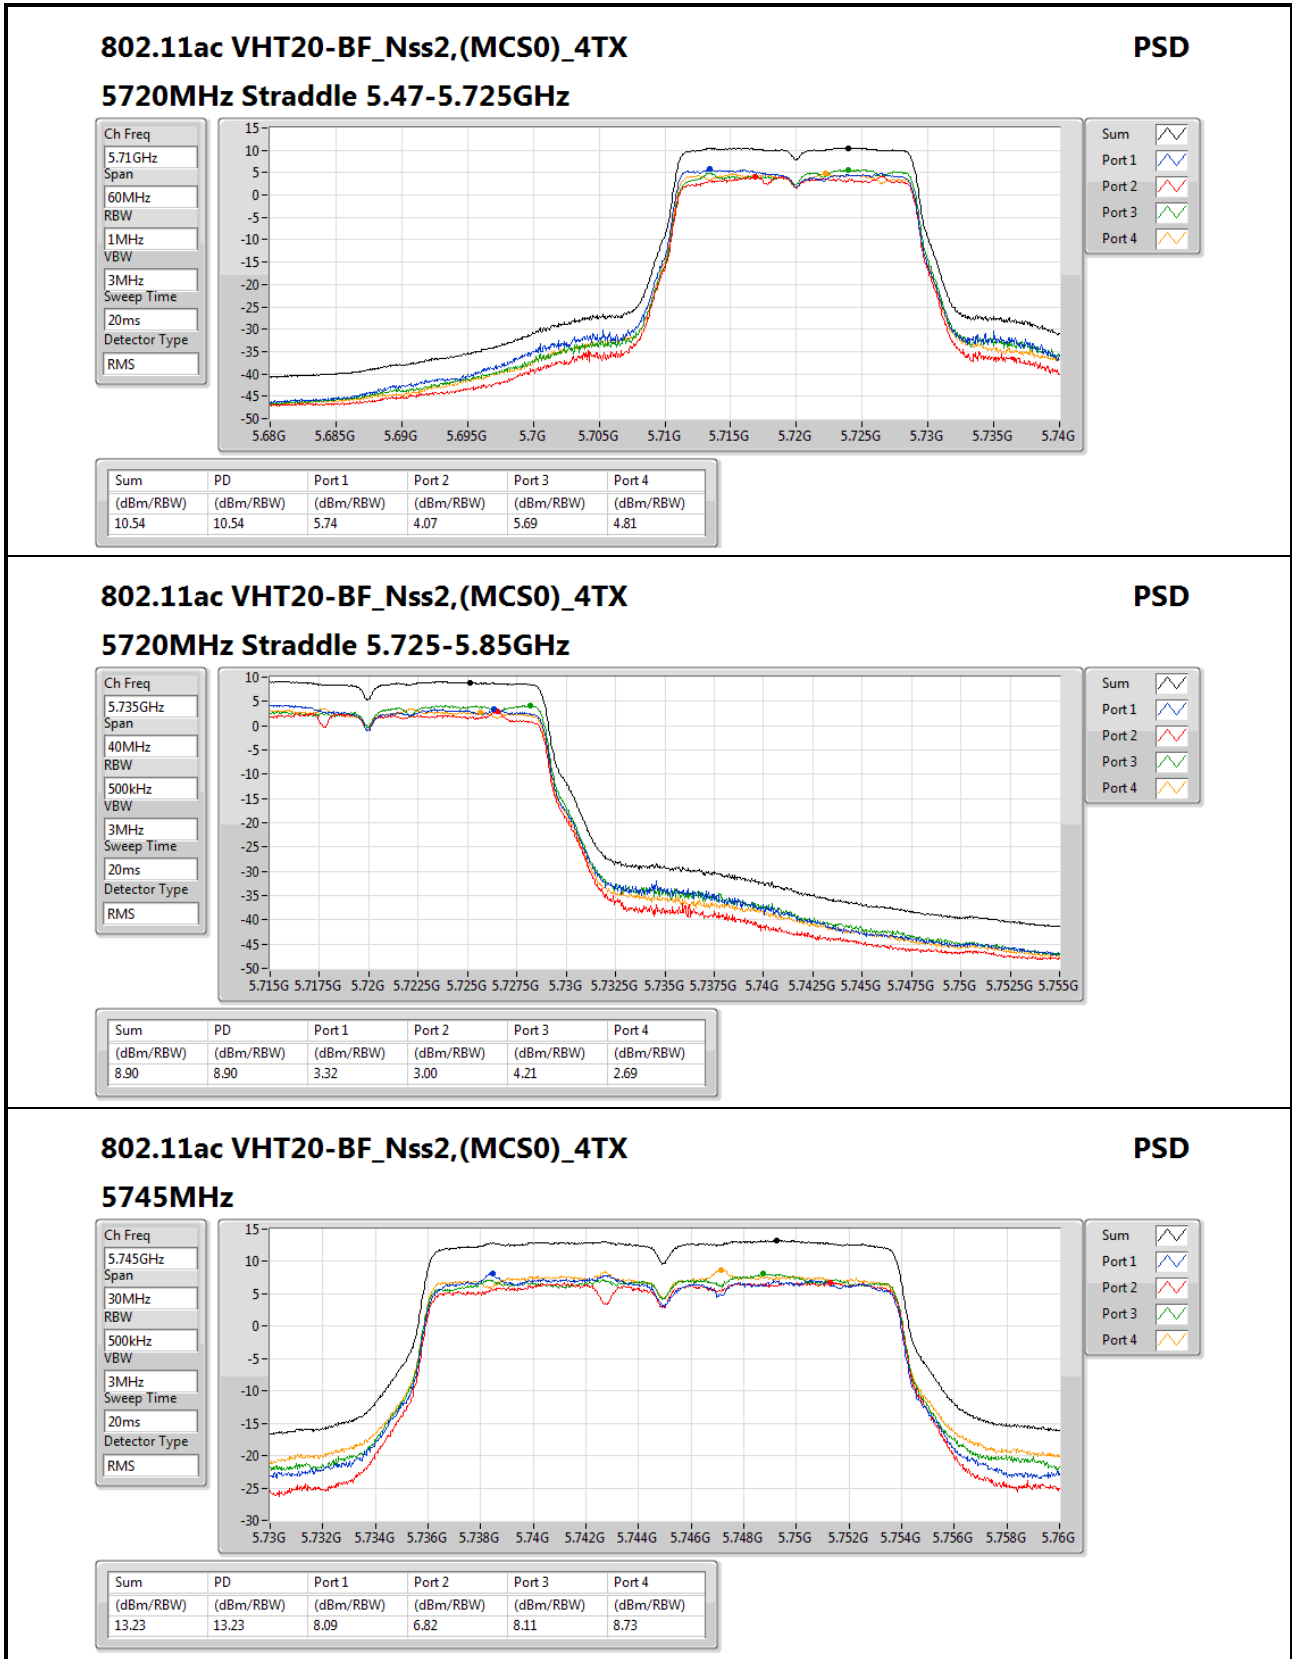 802.11ac VHT20-BF_Nss2,(MCS0)_4TX PSD
5720MHz Straddle 5.47-5.725GHz
Ch Freq
5.71GHz
Span
60MHz
RBW
1MHz
VBW
3MHz
Sweep Time
20ms
Detector Type
RMS
15
10
5
0
-5
-10
-15
-20
-25
-30
-35
-40
-45
-50
5.68G 5.685G 5.69G 5.695G 5.7G 5.705G 5.71G 5.715G 5.72G 5.725G 5.73G 5.735G 5.74G
Sum
Port 1
Port 2
Port 3
Port 4
Sum PD Port 1 Port 2 Port 3 Port 4
(dBm/RBW) (dBm/RBW) (dBm/RBW) (dBm/RBW) (dBm/RBW) (dBm/RBW)
10.54 10.54 5.74 4.07 5.69 4.81
802.11ac VHT20-BF_Nss2,(MCS0)_4TX PSD
5720MHz Straddle 5.725-5.85GHz
Ch Freq
5.735GHz
Span
40MHz
RBW
500kHz
VBW
3MHz
Sweep Time
20ms
Detector Type
RMS
10
5
0
-5
-10
-15
-20
-25
-30
-35
-40
-45
-50
5.715G 5.7175G 5.72G 5.7225G 5.725G 5.7275G 5.73G 5.7325G 5.735G 5.7375G 5.74G 5.7425G 5.745G 5.7475G 5.75G 5.7525G 5.755G
Sum
Port 1
Port 2
Port 3
Port 4
Sum PD Port 1 Port 2 Port 3 Port 4
(dBm/RBW) (dBm/RBW) (dBm/RBW) (dBm/RBW) (dBm/RBW) (dBm/RBW)
8.90 8.90 3.32 3.00 4.21 2.69
802.11ac VHT20-BF_Nss2,(MCS0)_4TX PSD
5745MHz
Ch Freq
5.745GHz
Span
30MHz
RBW
500kHz
VBW
3MHz
Sweep Time
20ms
Detector Type
RMS
15
10
5
0
-5
-10
-15
-20
-25
-30
5.73G 5.732G 5.734G 5.736G 5.738G 5.74G 5.742G 5.744G 5.746G 5.748G 5.75G 5.752G 5.754G 5.756G 5.758G 5.76G
Sum
Port 1
Port 2
Port 3
Port 4
Sum PD Port 1 Port 2 Port 3 Port 4
(dBm/RBW) (dBm/RBW) (dBm/RBW) (dBm/RBW) (dBm/RBW) (dBm/RBW)
13.23 13.23 8.09 6.82 8.11 8.73